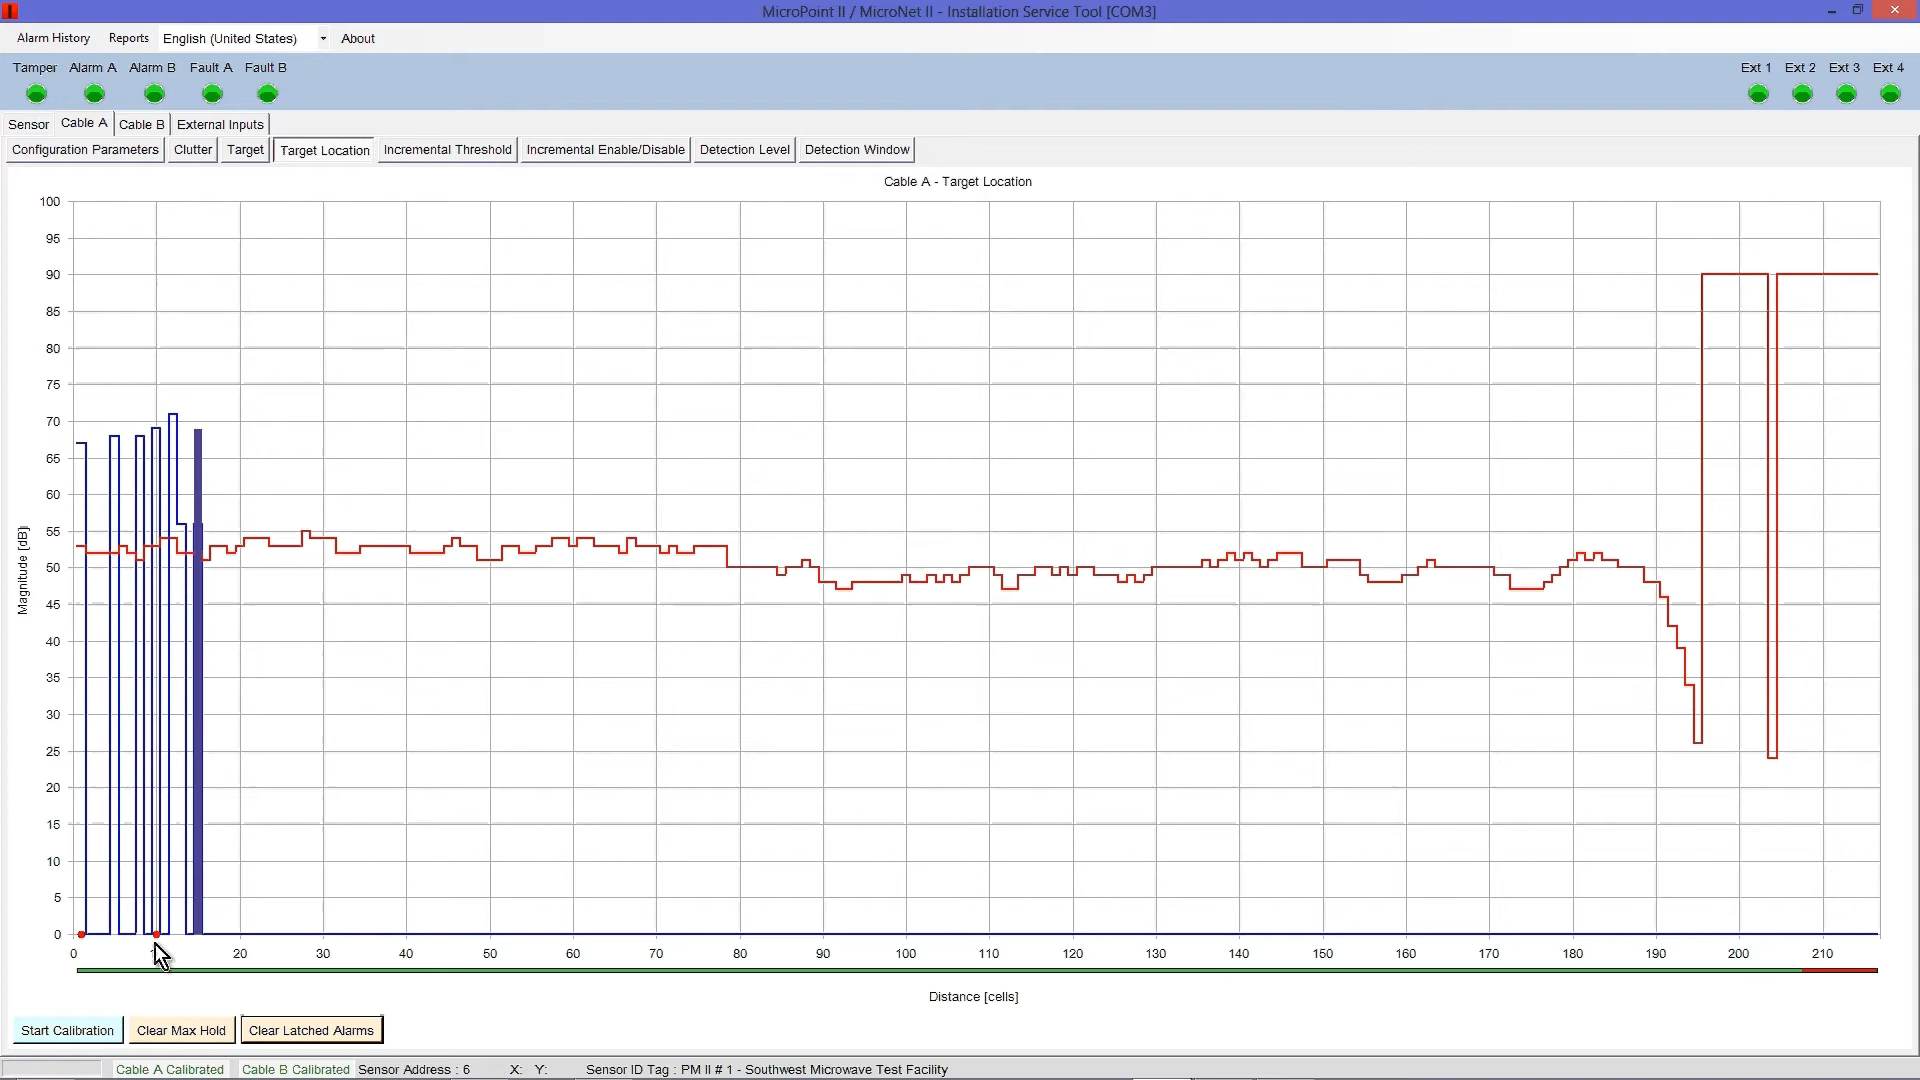 MicroPoint II / MicroNet II - Installation Service Tool [COM3]
Alarm History Reports English (United States) About
Tamper Alarm A Alarm B Fault A Fault B Ext 1 Ext 2 Ext 3 Ext 4
Sensor Cable A Cable B External Inputs
Configuration Parameters Clutter Target Target Location Incremental Threshold Incremental Enable/Disable Detection Level Detection Window
Cable A - Target Location
100
95
90
85
80
75
70
65
60
55
50
45
40
35
30
25
20
15
10
5
0
Magnitude [dB]
0 20 30 40 50 60 70 80 90 100 110 120 130 140 150 160 170 180 190 200 210
Distance [cells]
Start Calibration Clear Max Hold Clear Latched Alarms
Cable A Calibrated Cable B Calibrated Sensor Address : 6 X: Y: Sensor ID Tag : PM II # 1 - Southwest Microwave Test Facility